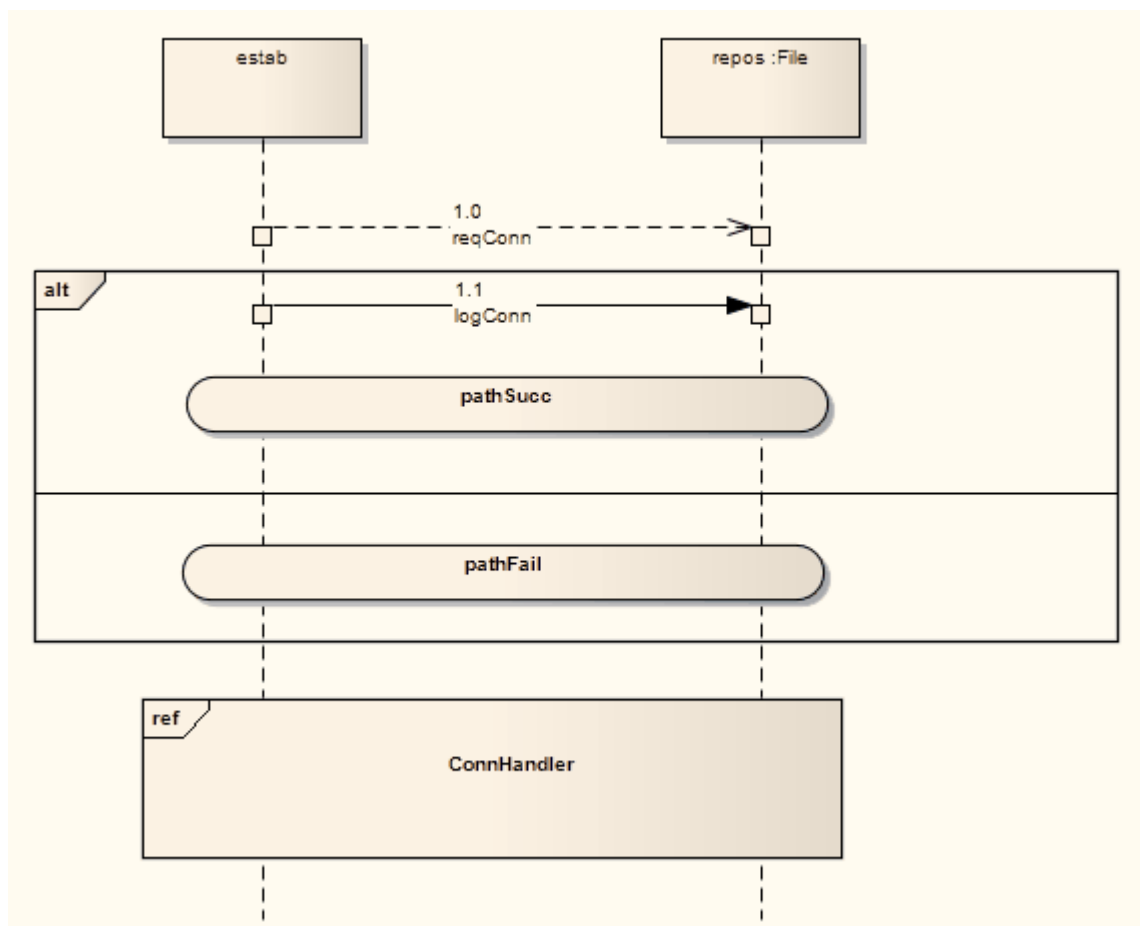 estab
repos :File
1.0
reqConn
alt
1.1
logConn
pathSucc
pathFail
ref
ConnHandler